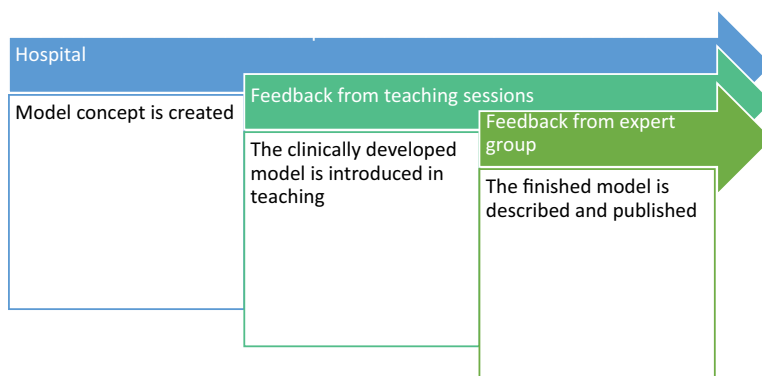 Hospital
Model concept is created
Feedback from teaching sessions
The clinically developed
model is introduced in
teaching
Feedback from expert
group
The finished model is
described and published